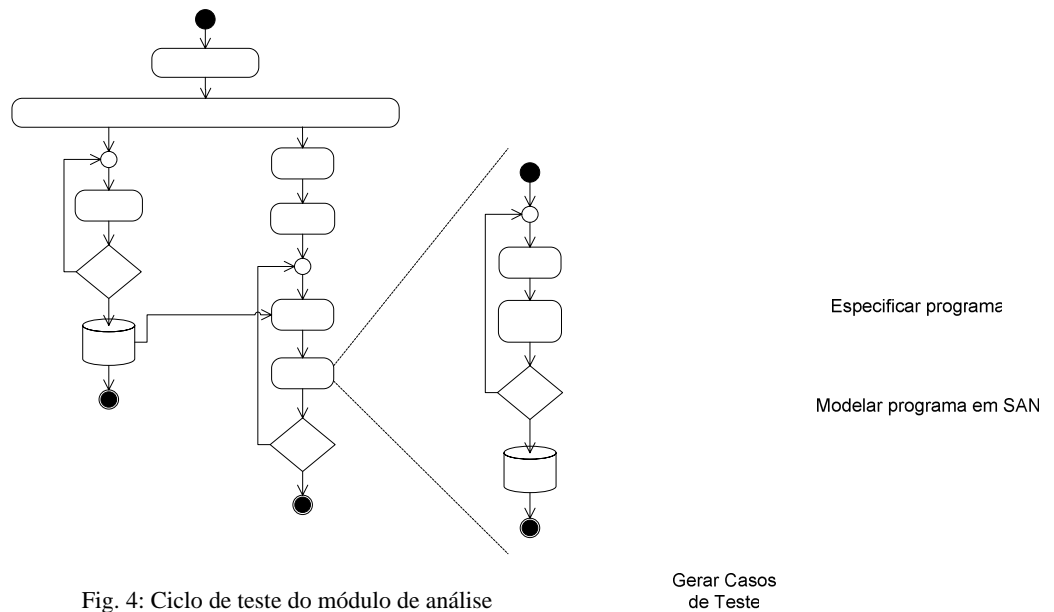 Especificar programa
Modelar programa em SAN
Gerar Casos
de Teste
Fig. 4: Ciclo de teste do módulo de análise